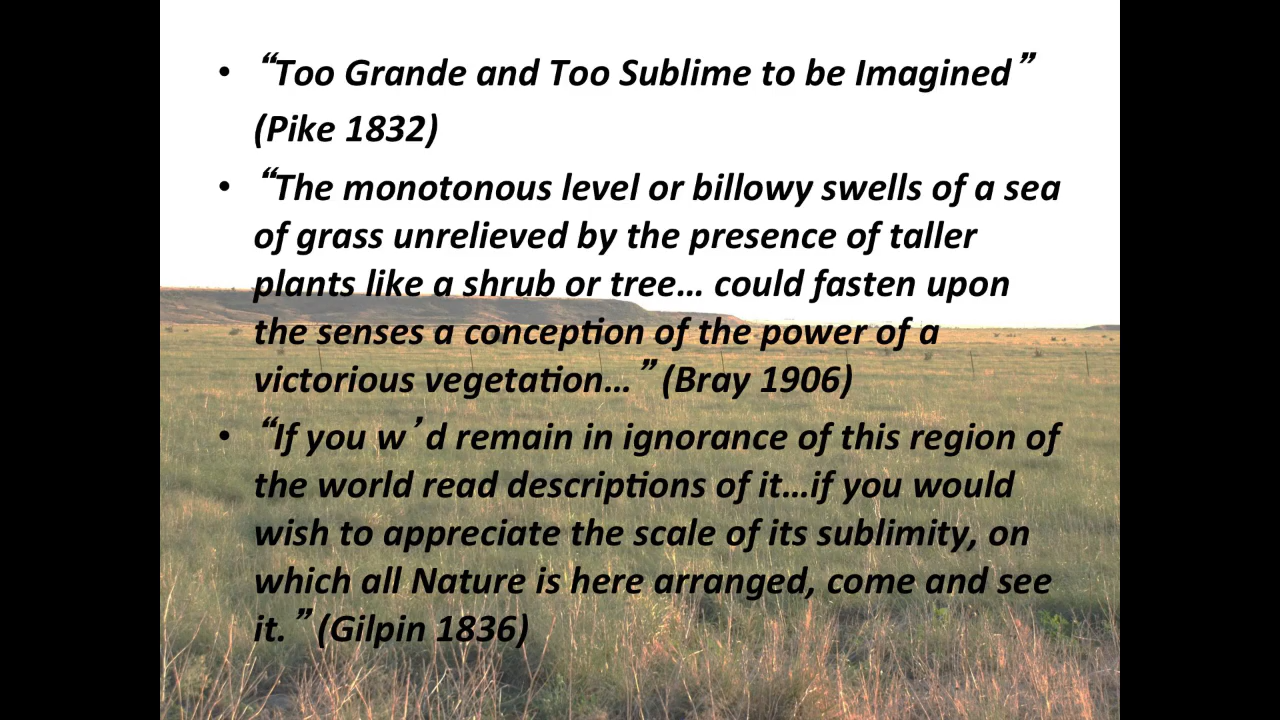 • “Too Grande and Too Sublime to be Imagined”
(Pike 1832)
• “The monotonous level or billowy swells of a sea
of grass unrelieved by the presence of taller
plants like a shrub or tree… could fasten upon
the senses a conception of the power of a
victorious vegetation…” (Bray 1906)
• “If you w’d remain in ignorance of this region of
the world read descriptions of it…if you would
wish to appreciate the scale of its sublimity, on
which all Nature is here arranged, come and see
it.” (Gilpin 1836)